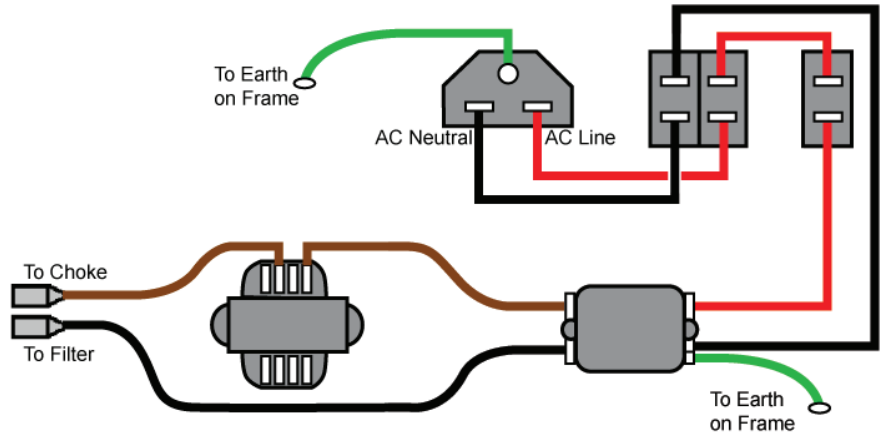 To Earth
on Frame
AC Neutral
AC Line
To Choke
To Filter
To Earth
on Frame